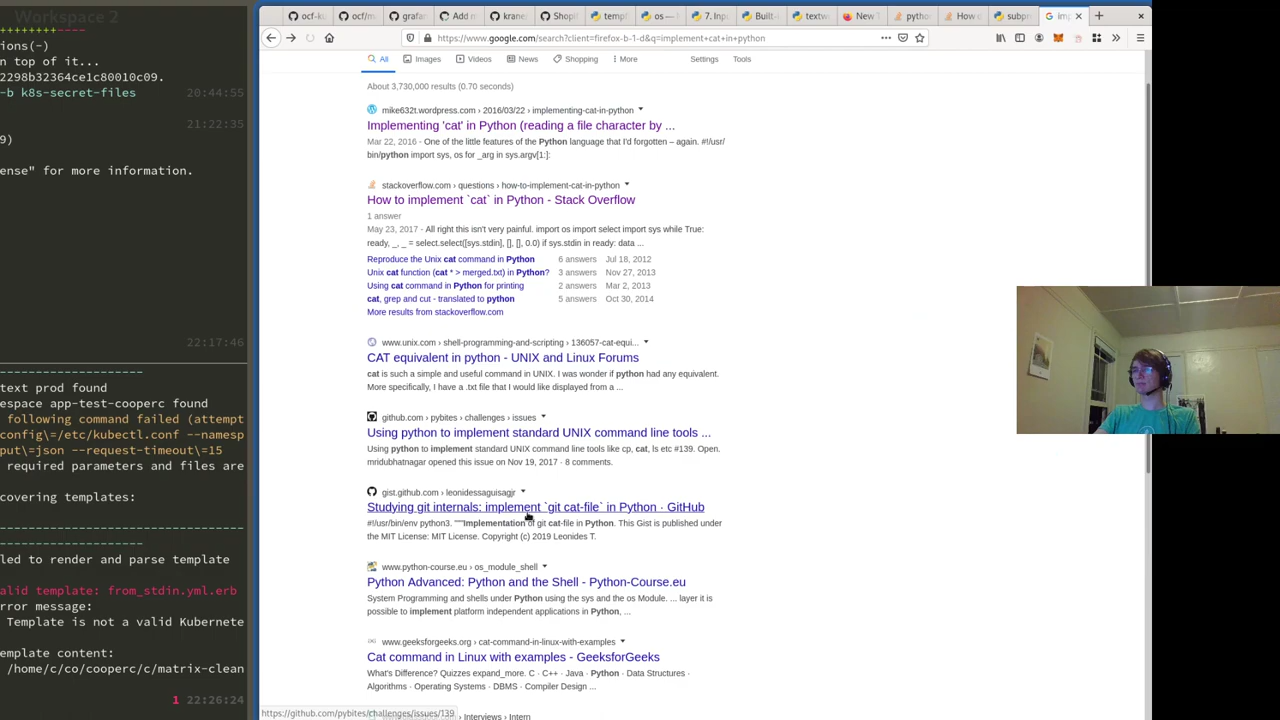 Workspace 2
++++++++----
ions(-)
n top of it...
2298b32364ce1c80010c09.
-b k8s-secret-files 20:44:55
21:22:35
9)
ense" for more information.
22:17:46
--------------------
text prod found
espace app-test-cooperc found
following command failed (attempt
config\=/etc/kubectl.conf --namesp
put\=json --request-timeout\=15
required parameters and files are
covering templates:
led to render and parse template
alid template: from_stdin.yml.erb
rror message:
Template is not a valid Kubernete
emplate content:
/home/c/co/cooperc/c/matrix-clean
1 22:26:24
ocf-k
ocf/m
grafan
Add m
krane
Shopi
templ
os —
7. Inp
Built-i
textw
New T
python
How o
subpr
imp
https://www.google.com/search?client=firefox-b-1-d&q=implement+cat+in+python
All Images Videos News Shopping More Settings Tools
About 3,730,000 results (0.70 seconds)
mike632t.wordpress.com › 2016/03/22 › implementing-cat-in-python
Implementing 'cat' in Python (reading a file character by ...
Mar 22, 2016 - One of the little features of the Python language that I'd forgotten – again. #!/usr/
bin/python import sys, os for _arg in sys.argv[1:]:
stackoverflow.com › questions › how-to-implement-cat-in-python
How to implement `cat` in Python - Stack Overflow
1 answer
May 23, 2017 - All right this isn't very painful. import os import select import sys while True:
ready, _, _ = select.select([sys.stdin], [], [], 0.0) if sys.stdin in ready: data ...
Reproduce the Unix cat command in Python 6 answers Jul 18, 2012
Unix cat function (cat * > merged.txt) in Python? 3 answers Nov 27, 2013
Using cat command in Python for printing 2 answers Mar 2, 2013
cat, grep and cut - translated to python 5 answers Oct 30, 2014
More results from stackoverflow.com
www.unix.com › shell-programming-and-scripting › 136057-cat-equi...
CAT equivalent in python - UNIX and Linux Forums
cat is such a simple and useful command in UNIX. I was wonder if python had any equivalent.
More specifically, I have a .txt file that I would like displayed from a ...
github.com › pybites › challenges › issues
Using python to implement standard UNIX command line tools ...
Using python to implement standard UNIX command line tools like cp, cat, ls etc #139. Open.
mridubhatnagar opened this issue on Nov 19, 2017 · 8 comments.
gist.github.com › leonidessaguisagjr
Studying git internals: implement `git cat-file` in Python · GitHub
#!/usr/bin/env python3. """Implementation of git cat-file in Python. This Gist is published under
the MIT License: MIT License. Copyright (c) 2019 Leonides T.
www.python-course.eu › os_module_shell
Python Advanced: Python and the Shell - Python-Course.eu
System Programming and shells under Python using the sys and the os Module. ... layer it is
possible to implement platform independent applications in Python, ...
www.geeksforgeeks.org › cat-command-in-linux-with-examples
Cat command in Linux with examples - GeeksforGeeks
What's Difference? Quizzes expand_more. C · C++ · Java · Python · Data Structures ·
Algorithms · Operating Systems · DBMS · Compiler Design ...
› Interviews › Intern
https://github.com/pybites/challenges/issues/139